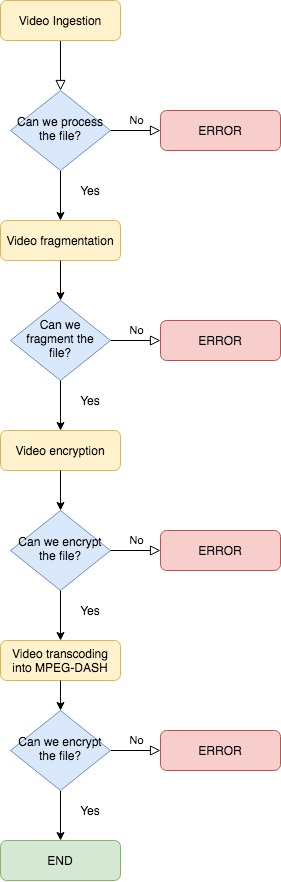 Video Ingestion
Can we process
the file?
No
ERROR
Yes
Video fragmentation
Can we
fragment the
file?
No
ERROR
Yes
Video encryption
Can we encrypt
the file?
No
ERROR
Yes
Video transcoding
into MPEG-DASH
Can we encrypt
the file?
No
ERROR
Yes
END